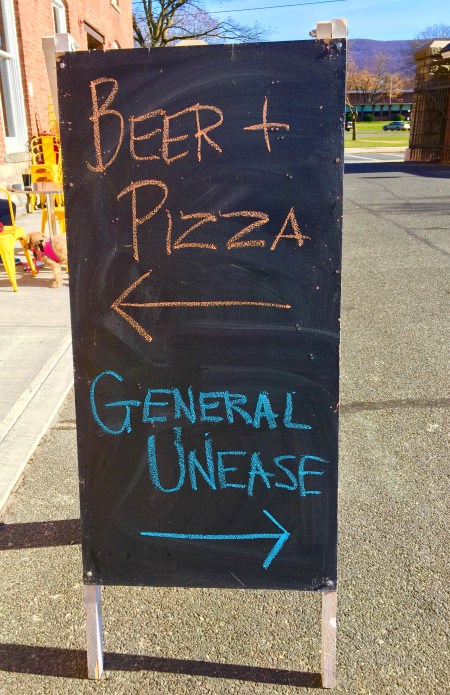 BEER +
PIZZA
←
GENERAL
UNEASE
→